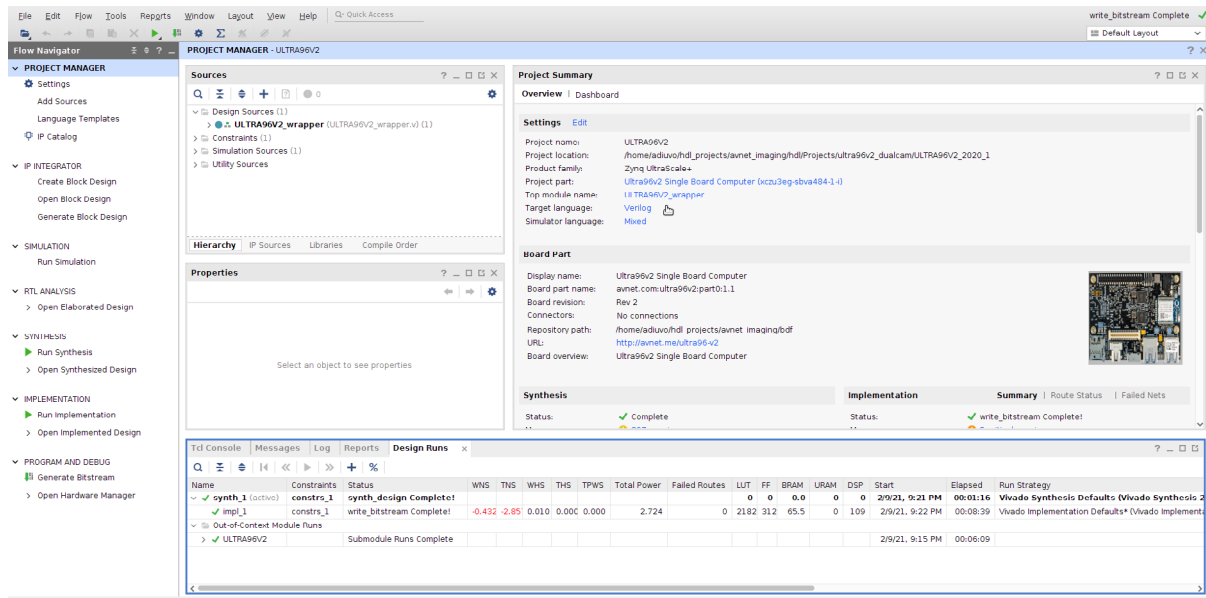 File Edit Flow Tools Reports Window Layout View Help Q- Quick Access write_bitstream Complete
Default Layout
Flow Navigator
PROJECT MANAGER - ULTRA96V2
PROJECT MANAGER
Settings
Add Sources
Language Templates
IP Catalog
IP INTEGRATOR
Create Block Design
Open Block Design
Generate Block Design
SIMULATION
Run Simulation
RTL ANALYSIS
Open Elaborated Design
SYNTHESIS
Run Synthesis
Open Synthesized Design
IMPLEMENTATION
Run Implementation
Open Implemented Design
PROGRAM AND DEBUG
Generate Bitstream
Open Hardware Manager
Sources
0
Design Sources (1)
ULTRA96V2_wrapper (ULTRA96V2_wrapper.v) (1)
Constraints (1)
Simulation Sources (1)
Utility Sources
Hierarchy IP Sources Libraries Compile Order
Properties
Select an object to see properties
Project Summary
Overview | Dashboard
Settings Edit
Project name: ULTRA96V2
Project location: /home/adiuvo/hdl_projects/avnet_imaging/hdl/Projects/ultra96v2_dualcam/ULTRA96V2_2020_1
Product family: Zynq UltraScale+
Project part: Ultra96v2 Single Board Computer (xczu3eg-sbva484-1-i)
Top module name: ULTRA96V2_wrapper
Target language: Verilog
Simulator language: Mixed
Board Part
Display name: Ultra96v2 Single Board Computer
Board part name: avnet.com:ultra96v2:part0:1.1
Board revision: Rev 2
Connectors: No connections
Repository path: /home/adiuvo/hdl_projects/avnet_imaging/bdf
URL: http://avnet.me/ultra96-v2
Board overview: Ultra96v2 Single Board Computer
Synthesis
Status: Complete
Implementation Summary | Route Status | Failed Nets
Status: write_bitstream Complete!
Tcl Console Messages Log Reports Design Runs
Name Constraints Status WNS TNS WHS THS TPWS Total Power Failed Routes LUT FF BRAM URAM DSP Start Elapsed Run Strategy
synth_1 (active) constrs_1 synth_design Complete! 0 0 0.0 0 0 2/9/21, 9:21 PM 00:01:16 Vivado Synthesis Defaults (Vivado Synthesis 2
impl_1 constrs_1 write_bitstream Complete! -0.432 -2.85 0.010 0.000 0.000 2.724 0 2182 312 65.5 0 109 2/9/21, 9:22 PM 00:08:39 Vivado Implementation Defaults* (Vivado Implementa
Out-of-Context Module Runs
ULTRA96V2 Submodule Runs Complete 2/9/21, 9:15 PM 00:06:09